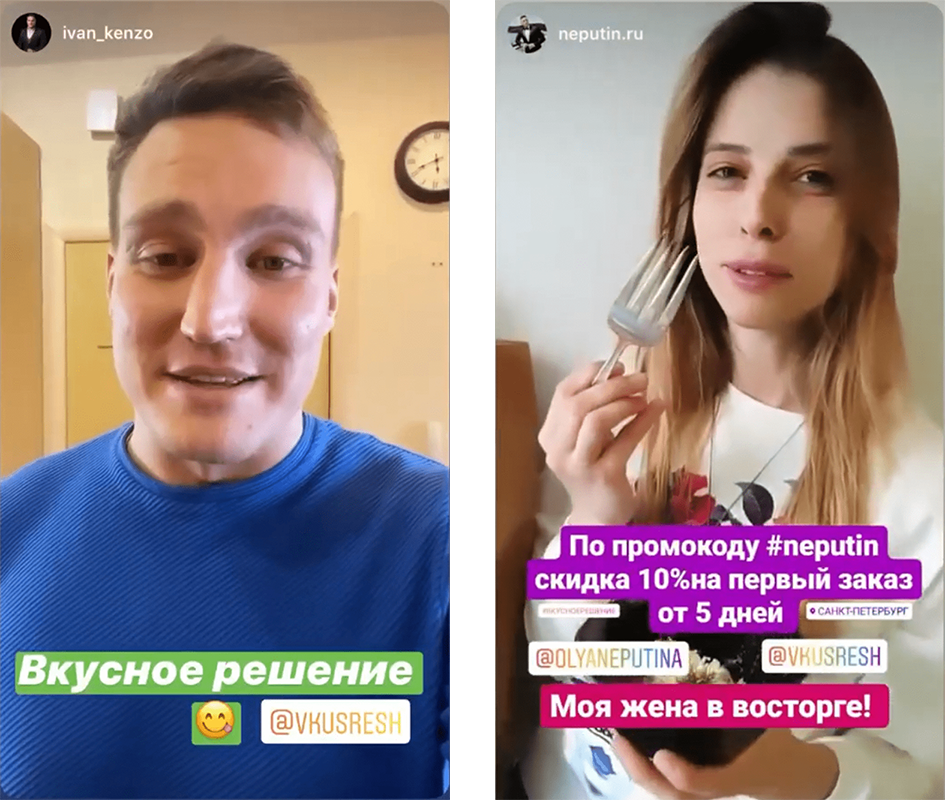 ivan_kenzo
Вкусное решение
@VKUSRESH
neputin.ru
По промокоду #neputin
скидка 10%на первый заказ
от 5 дней
#ВКУСНОЕРЕШЕНИЕ
САНКТ-ПЕТЕРБУРГ
@OLYANEPUTINA
@VKUSRESH
Моя жена в восторге!